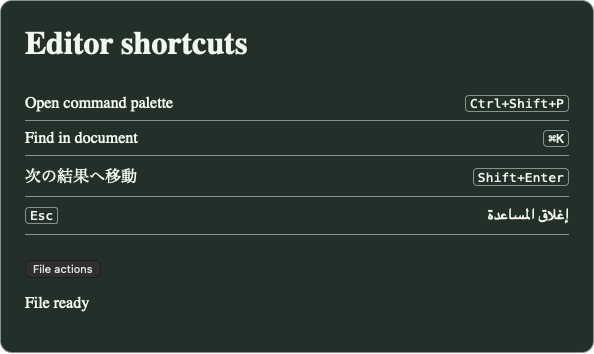 Editor shortcuts
Open command palette Ctrl+Shift+P
Find in document ⌘K
次の結果へ移動 Shift+Enter
إغلاق المساعدة Esc
File actions
File ready